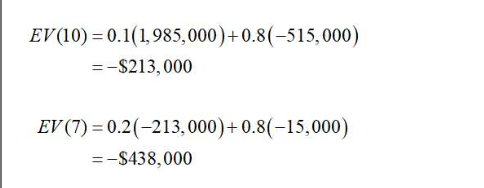 EV(10) = 0.1(1,985,000)+0.8(−515,000)
= −$213,000
EV(7) = 0.2(−213,000)+0.8(−15,000)
= −$438,000